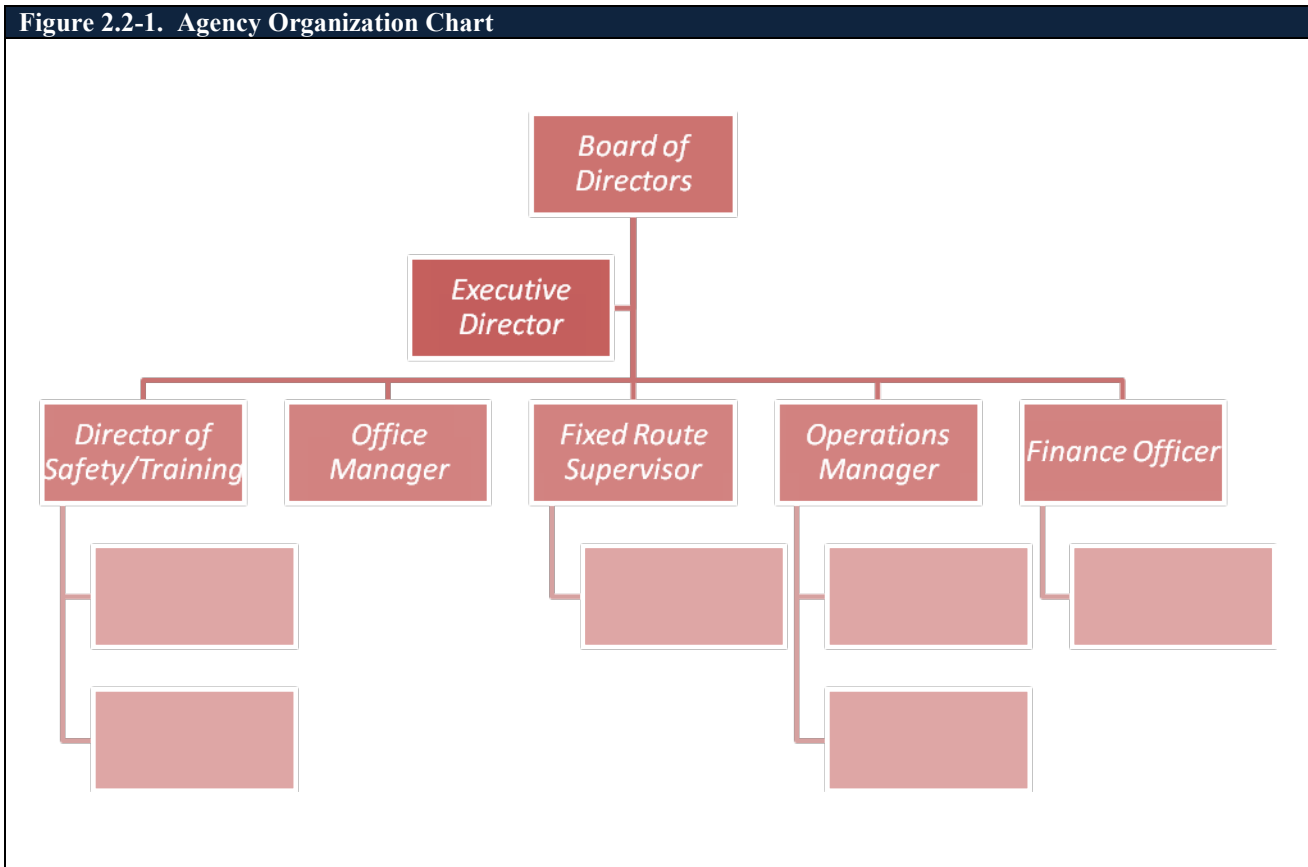 Figure 2.2-1. Agency Organization Chart
Board of
Directors
Executive
Director
Director of
Safety/Training
Office
Manager
Fixed Route
Supervisor
Operations
Manager
Finance Officer